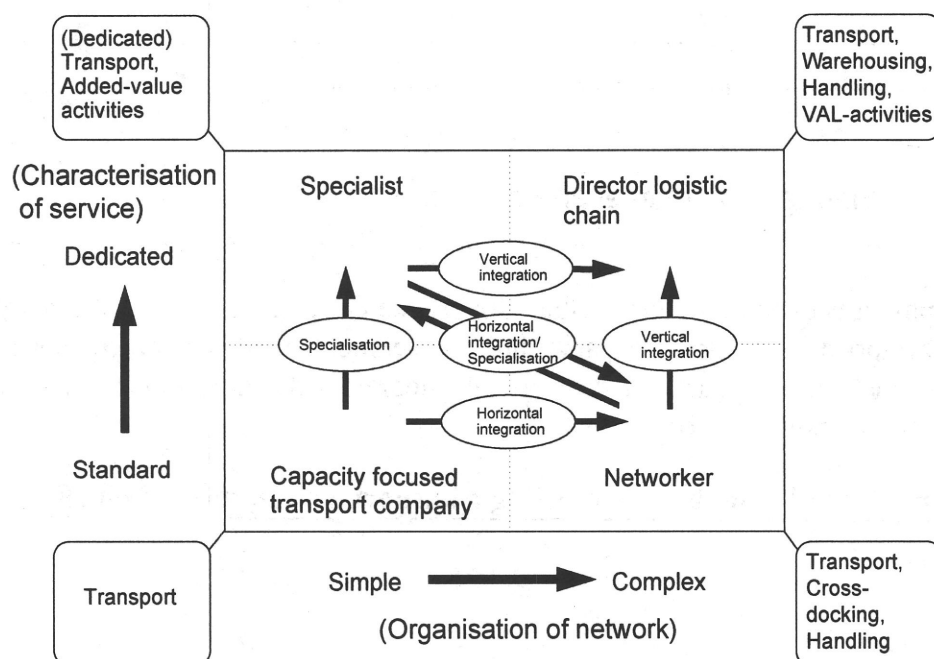 (Dedicated)
Transport,
Added-value
activities
Transport,
Warehousing,
Handling,
VAL-activities
(Characterisation
of service)
Dedicated
Standard
Specialist
Director logistic
chain
Vertical
integration
Specialisation
Horizontal
integration/
Specialisation
Vertical
integration
Horizontal
integration
Capacity focused
transport company
Networker
Transport
Simple
Complex
(Organisation of network)
Transport,
Cross-
docking,
Handling